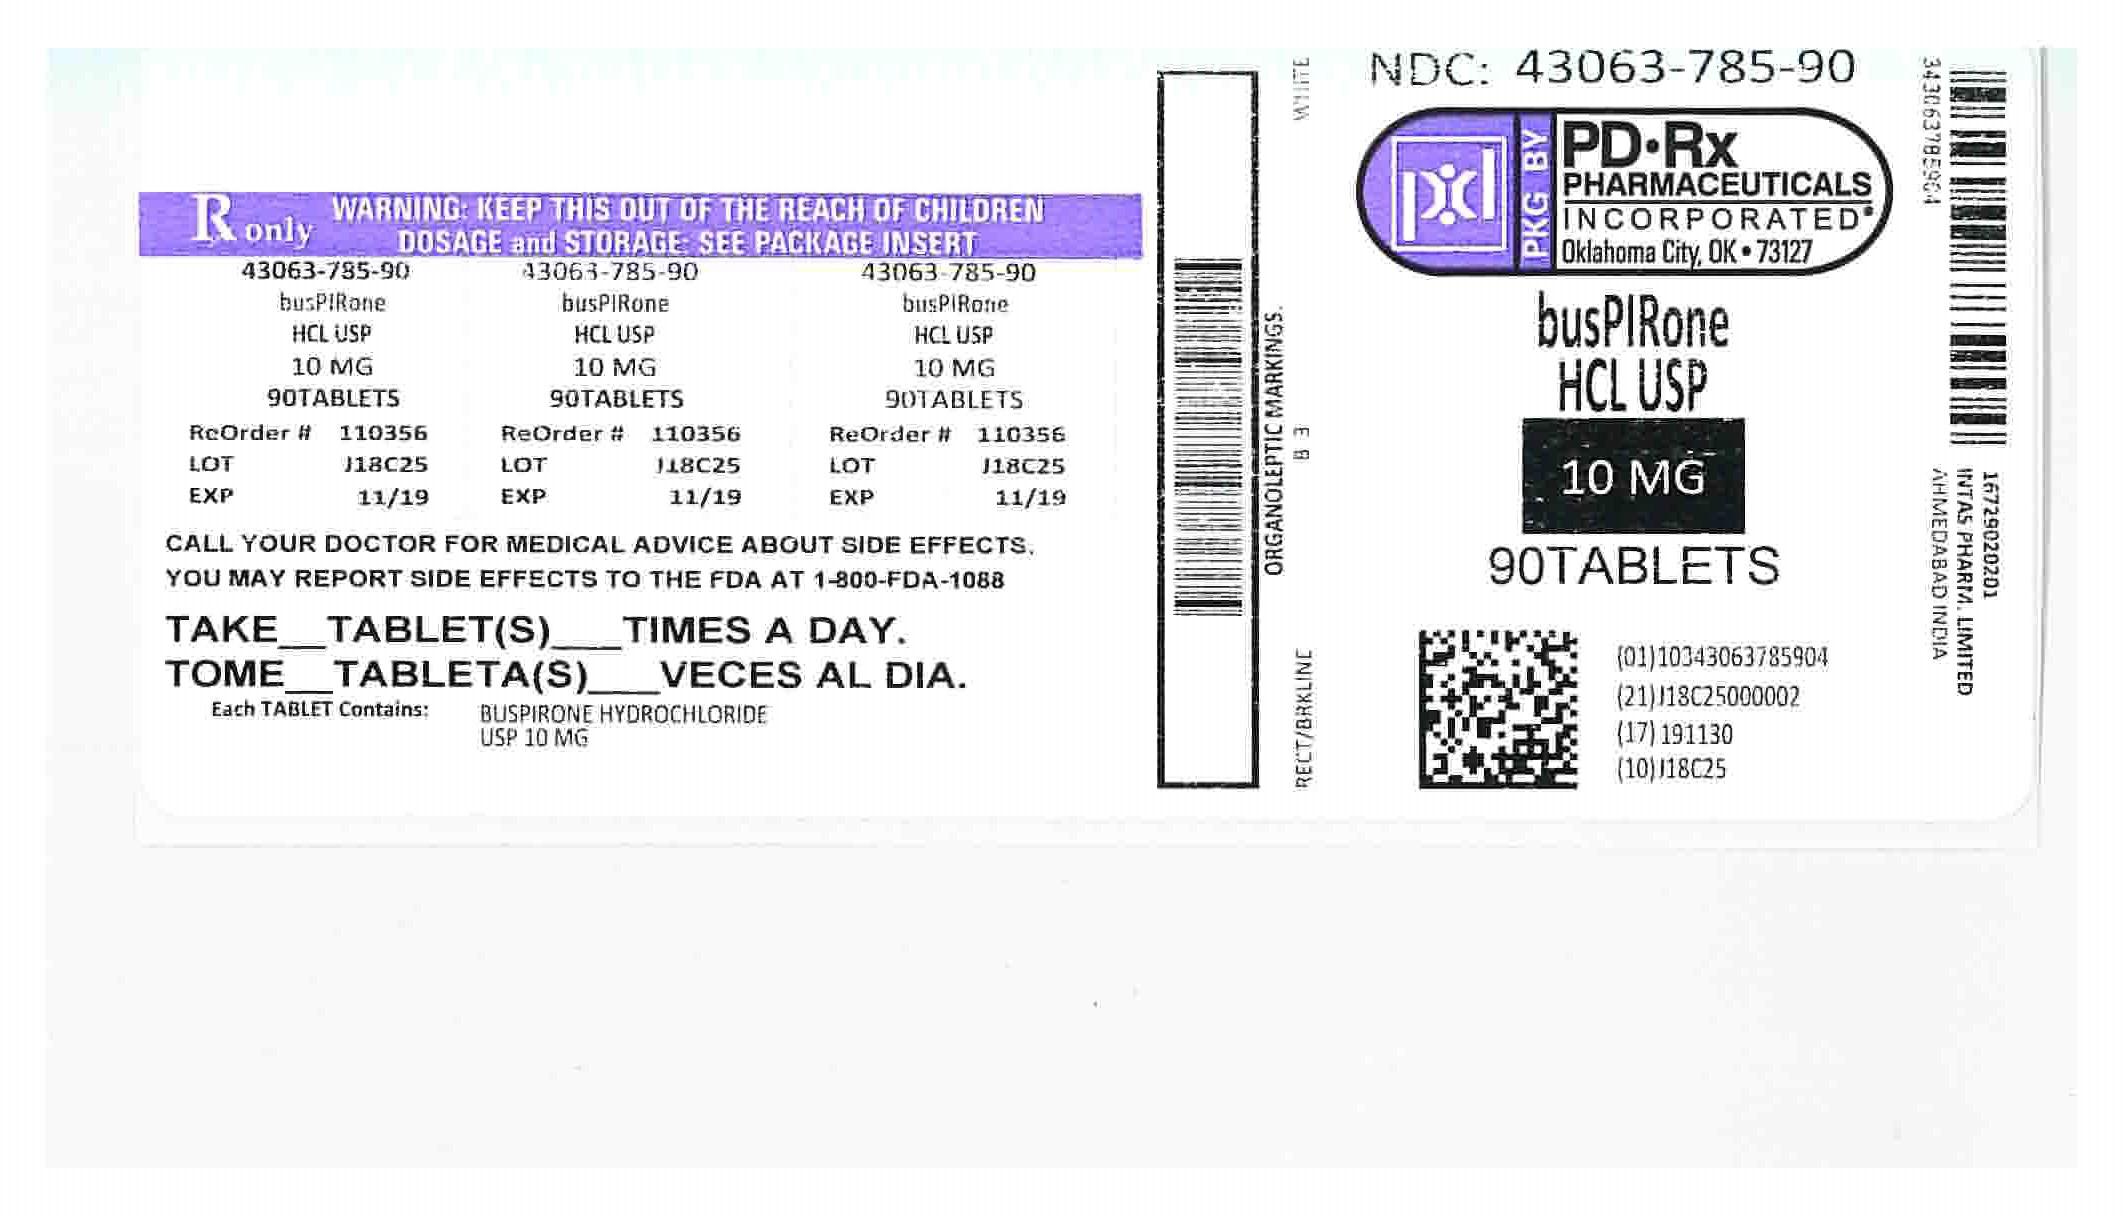 R only
WARNING: KEEP THIS OUT OF THE REACH OF CHILDREN
DOSAGE and STORAGE: SEE PACKAGE INSERT
43063-785-90 43063-785-90 43063-785-90
busPIRone busPIRone busPIRone
HCL USP HCL USP HCL USP
10 MG 10 MG 10 MG
90TABLETS 90TABLETS 90TABLETS
ReOrder # 110356 ReOrder # 110356 ReOrder # 110356
LOT J18C25 LOT J18C25 LOT J18C25
EXP 11/19 EXP 11/19 EXP 11/19
CALL YOUR DOCTOR FOR MEDICAL ADVICE ABOUT SIDE EFFECTS.
YOU MAY REPORT SIDE EFFECTS TO THE FDA AT 1-800-FDA-1088
TAKE__TABLET(S)___TIMES A DAY.
TOME__TABLETA(S)___VECES AL DIA.
Each TABLET Contains: BUSPIRONE HYDROCHLORIDE
USP 10 MG
ORGANOLEPTIC MARKINGS.
RECT/BRKLINE B 3 WHITE
NDC: 43063-785-90
PKG BY
PD•Rx
PHARMACEUTICALS
INCORPORATED®
Oklahoma City, OK • 73127
busPIRone
HCL USP
10 MG
90TABLETS
(01)10343063785904
(21)J18C25000002
(17)191130
(10)J18C25
343063785904
16729020201
INTAS PHARM. LIMITED
AHMEDABAD INDIA